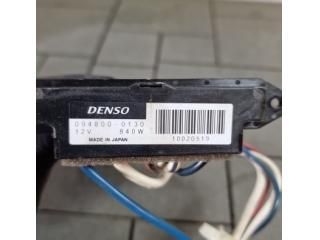 DENSO
094800-0130
12V 840W
MADE IN JAPAN
10020519